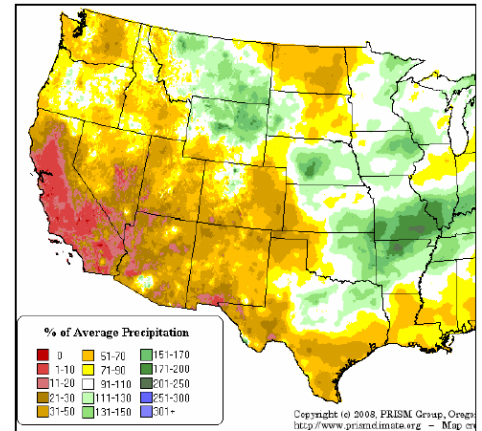 % of Average Precipitation
0 51-70 151-170
1-10 71-90 171-200
11-20 91-110 201-250
21-30 111-130 251-300
31-50 131-150 301+
Copyright (c) 2008, PRISM Group, Orego
http://www.prismclimate.org - Map cr